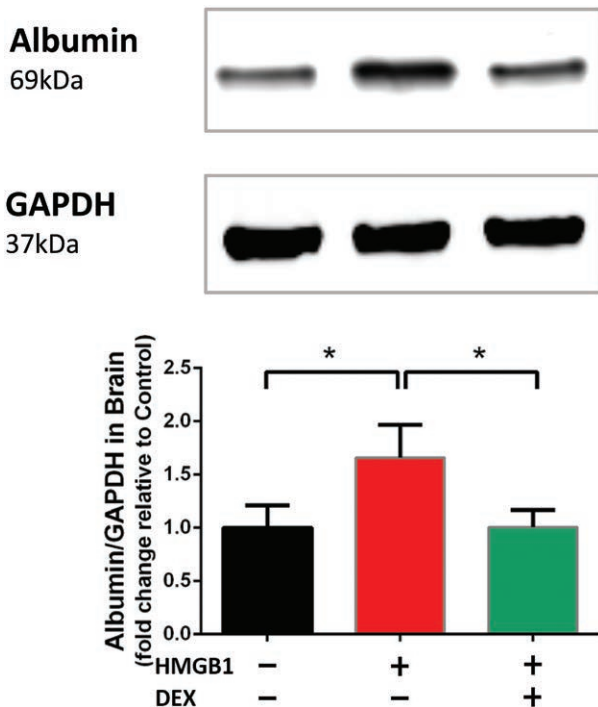 Albumin
69kDa
GAPDH
37kDa
Albumin/GAPDH in Brain
(fold change relative to Control)
2.5
2.0
1.5
1.0
0.5
0.0
* *
HMGB1 − + +
DEX − − +